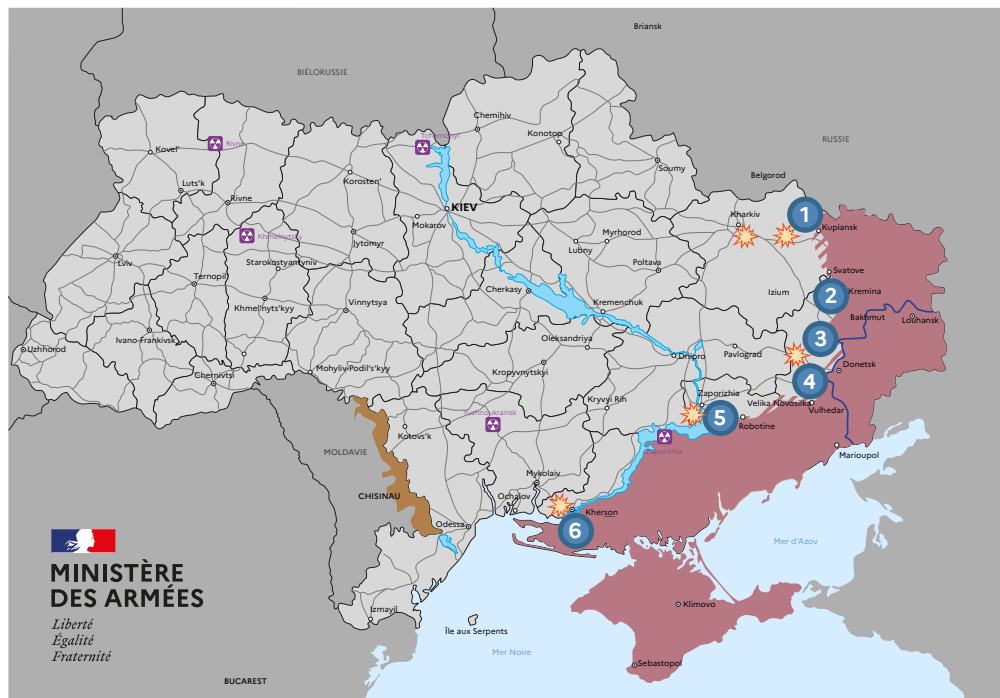 Briansk
BIÉLORUSSIE
RUSSIE
Chemihiv
Tchernobyl
Konotop
Rivne
Kovel'
Soumy
Belgorod
Korosten'
Luts'k
Rivne
KIEV
Kharkiv
1
Kupiansk
Mokarov
Myrhorod
Khmelnytsky
Jytomyr
Lubny
Lviv
Starokostyantyniv
Poltava
Ternopil
Svatove
Cherkasy
Izium
2
Kremina
Khmel'nyts'kyy
Vinnytsya
Kremenchuk
Bakhmut
Louhansk
Ivano-Frankivsk
Oleksandriya
3
Uzhhorod
Dnipro
Pavlograd
Donetsk
Mohyliv-Podil's'kyy
Kropyvnytskyi
Chernivtsi
4
Zaporizhia
Kryvyi Rih
Velika Novosilka
Vulhedar
Yuzhnoukrainsk
5
Robotine
Kotovs'k
Zaporizhia
MOLDAVIE
Marioupol
Mykolaiv
CHISINAU
Ochalov
Kherson
Odessa
6
Mer d'Azov
MINISTÈRE
DES ARMÉES
Liberté
Égalité
Fraternité
Klimovo
Izmayil
Île aux Serpents
Mer Noire
Sebastopol
BUCAREST